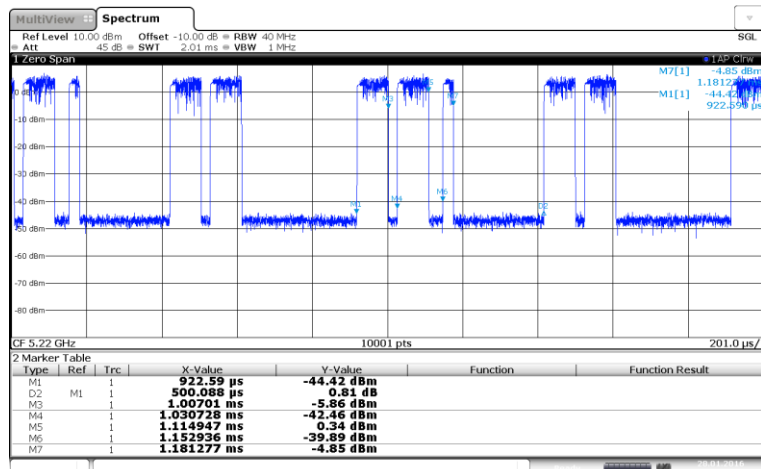 MultiView Spectrum
Ref Level 10.00 dBm Offset -10.00 dB RBW 40 MHz SGL
Att 45 dB SWT 2.01 ms VBW 1 MHz
1 Zero Span 1AP Clrw
M7[1] -4.85 dBm
M1[1]
922.590 µs
0 dBm
-10 dBm
-20 dBm
-30 dBm
-40 dBm
-50 dBm
-60 dBm
-70 dBm
-80 dBm
M3
M1 M4 M6 D2
CF 5.22 GHz 10001 pts 201.0 µs/
2 Marker Table
Type Ref Trc X-Value Y-Value Function Function Result
M1 1 922.59 µs -44.42 dBm
D2 M1 1 500.088 µs 0.81 dB
M3 1 1.00701 ms -5.86 dBm
M4 1 1.030728 ms -42.46 dBm
M5 1 1.114947 ms 0.34 dBm
M6 1 1.152936 ms -39.89 dBm
M7 1 1.181277 ms -4.85 dBm
28.01.2016